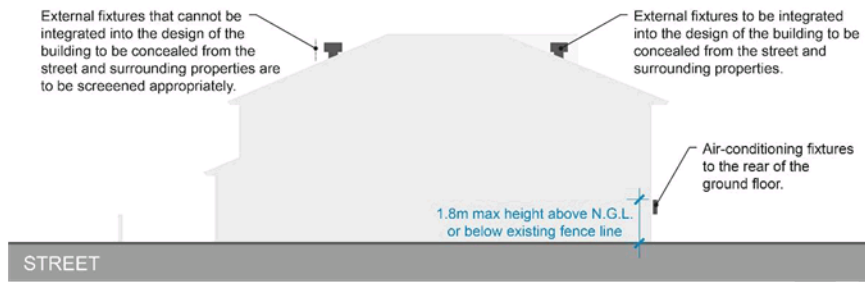 External fixtures that cannot be
integrated into the design of the
building to be concealed from the
street and surrounding properties are
to be screeened appropriately.
External fixtures to be integrated
into the design of the building to be
concealed from the street and
surrounding properties.
Air-conditioning fixtures
to the rear of the
ground floor.
1.8m max height above N.G.L.
or below existing fence line
STREET